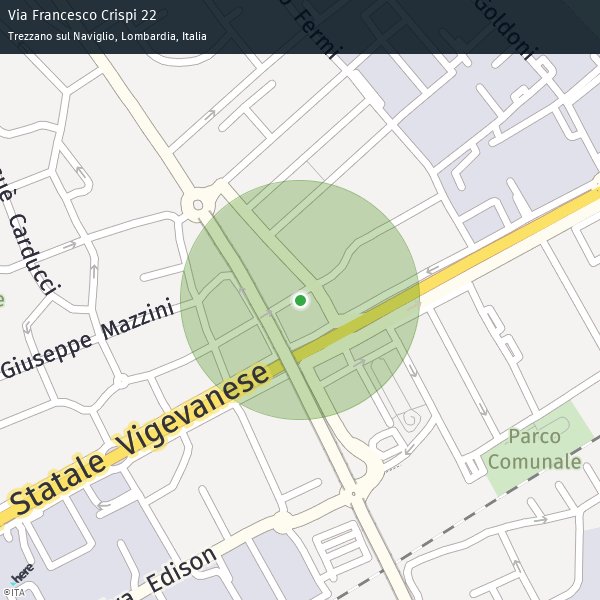 Via Francesco Crispi 22
Trezzano sul Naviglio, Lombardia, Italia
Fermi
Goldoni
Carducci
Giuseppe Mazzini
Statale Vigevanese
Parco
Comunale
Edison
here
©ITA